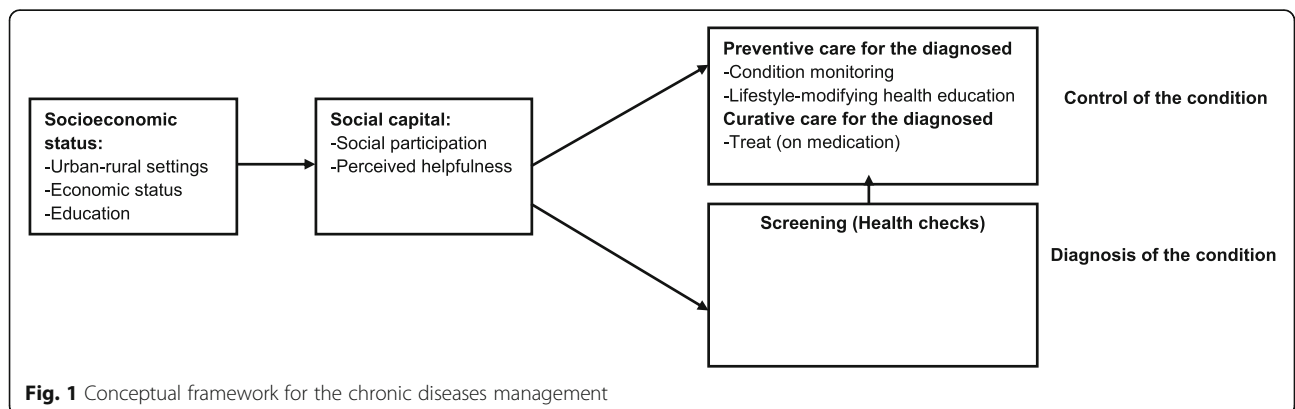 Socioeconomic
status:
-Urban-rural settings
-Economic status
-Education
Social capital:
-Social participation
-Perceived helpfulness
Preventive care for the diagnosed
-Condition monitoring
-Lifestyle-modifying health education
Curative care for the diagnosed
-Treat (on medication)
Control of the condition
Screening (Health checks)
Diagnosis of the condition
Fig. 1 Conceptual framework for the chronic diseases management